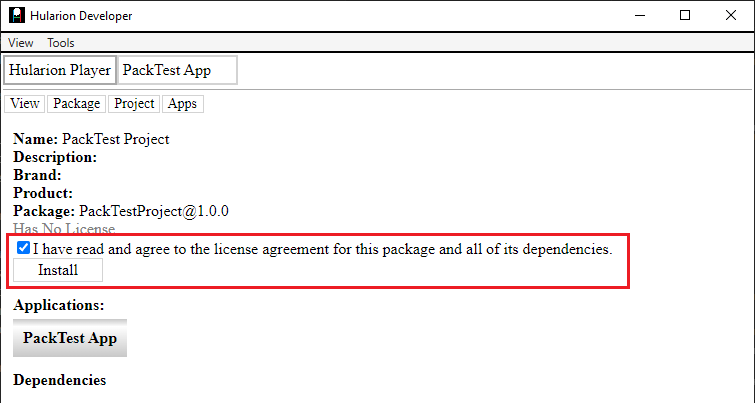 Hularion Developer
View Tools
Hularion Player PackTest App
View Package Project Apps
Name: PackTest Project
Description:
Brand:
Product:
Package: PackTestProject@1.0.0
Has No License
I have read and agree to the license agreement for this package and all of its dependencies.
Install
Applications:
PackTest App
Dependencies